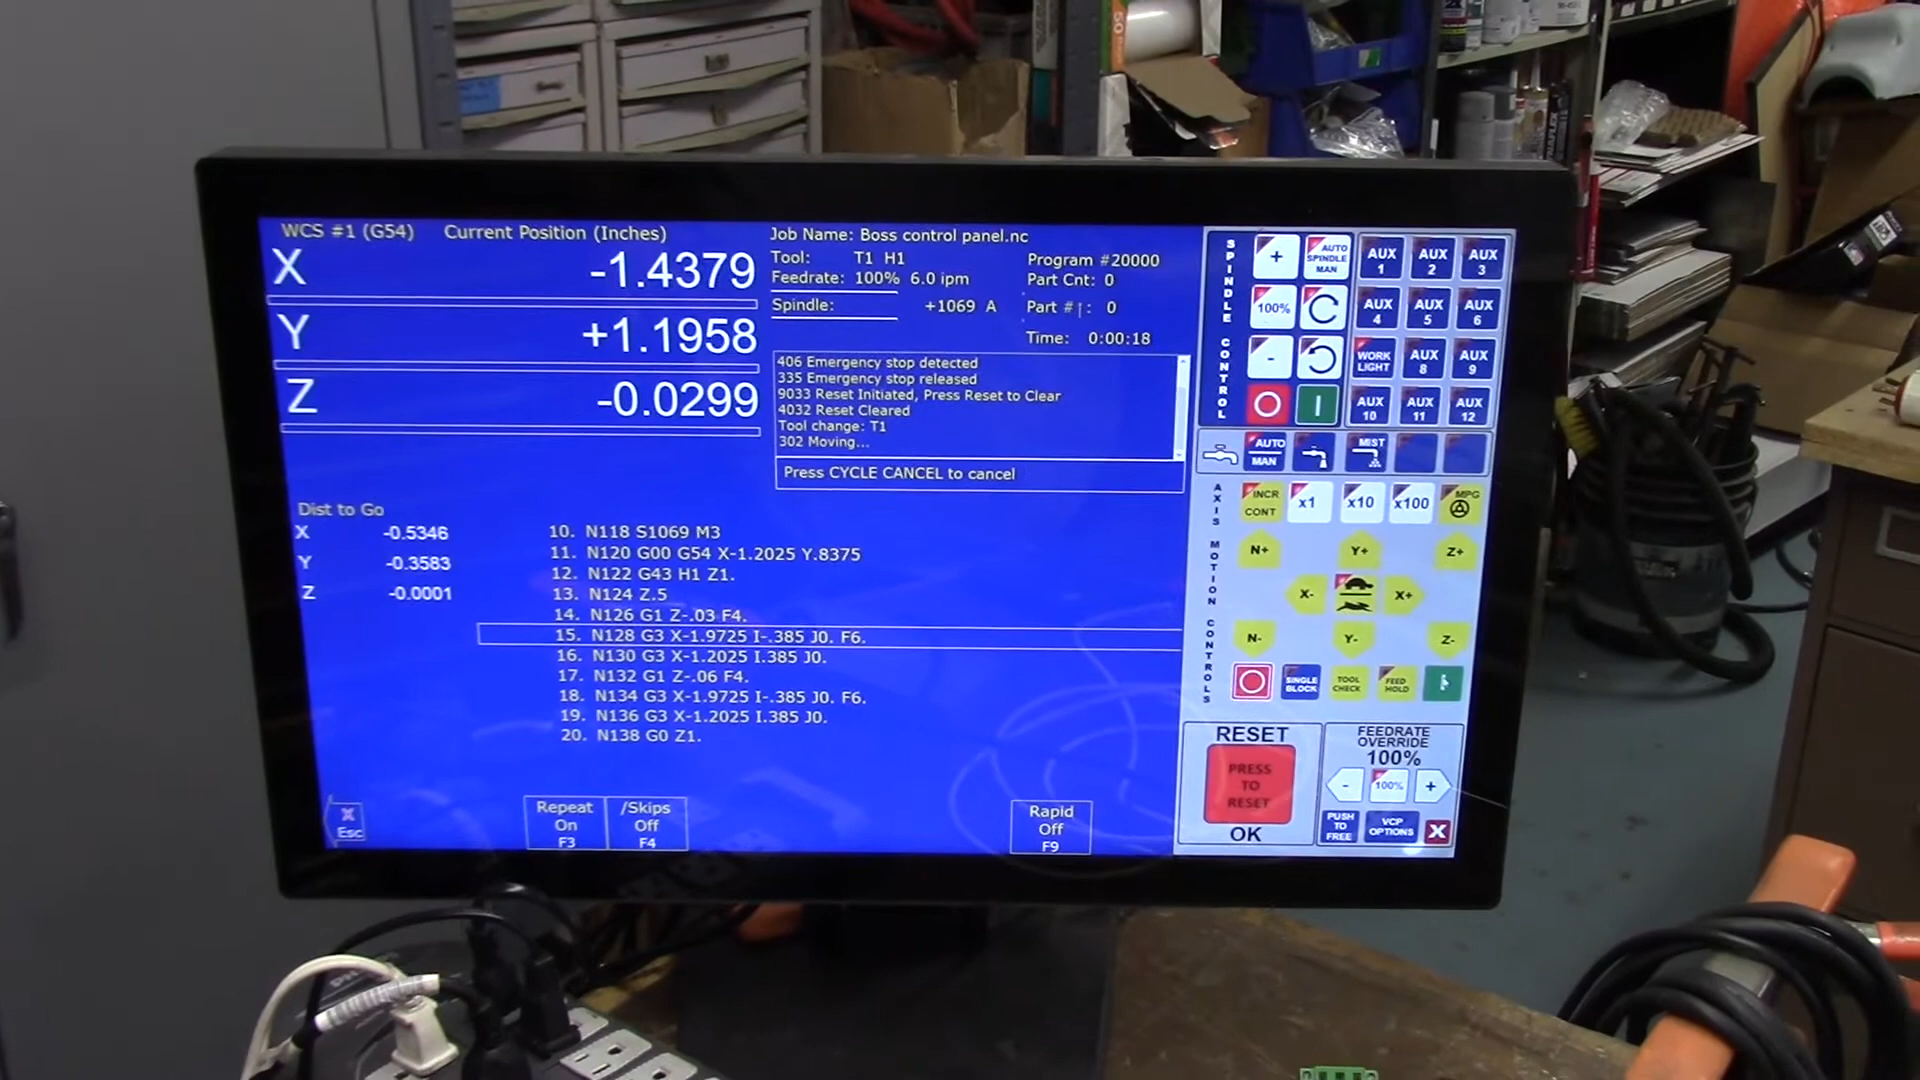 WCS #1 (G54) Current Position (Inches)
X -1.4379
Y +1.1958
Z -0.0299
Job Name: Boss control panel.nc
Tool: T1 H1
Feedrate: 100% 6.0 ipm
Spindle: +1069 A
Program #20000
Part Cnt: 0
Part # : 0
Time: 0:00:18
406 Emergency stop detected
335 Emergency stop released
9033 Reset Initiated, Press Reset to Clear
4032 Reset Cleared
Tool change: T1
302 Moving...
Press CYCLE CANCEL to cancel
Dist to Go
X -0.5346
Y -0.3583
Z -0.0001
10. N118 S1069 M3
11. N120 G00 G54 X-1.2025 Y.8375
12. N122 G43 H1 Z1.
13. N124 Z.5
14. N126 G1 Z-.03 F4.
15. N128 G3 X-1.9725 I-.385 J0. F6.
16. N130 G3 X-1.2025 I.385 J0.
17. N132 G1 Z-.06 F4.
18. N134 G3 X-1.9725 I-.385 J0. F6.
19. N136 G3 X-1.2025 I.385 J0.
20. N138 G0 Z1.
X
Esc
Repeat
On
F3
/Skips
Off
F4
Rapid
Off
F9
SPINDLE CONTROL
+
AUTO
SPINDLE
MAN
100%
-
AUX
1
AUX
2
AUX
3
AUX
4
AUX
5
AUX
6
WORK
LIGHT
AUX
8
AUX
9
AUX
10
AUX
11
AUX
12
AUTO
MAN
MIST
AXIS MOTION CONTROLS
INCR
CONT
x1
x10
x100
MPG
N+
Y+
Z+
X-
X+
N-
Y-
Z-
SINGLE
BLOCK
TOOL
CHECK
FEED
HOLD
RESET
PRESS
TO
RESET
OK
FEEDRATE
OVERRIDE
100%
-
100%
+
PUSH
TO
FREE
VCP
OPTIONS
X